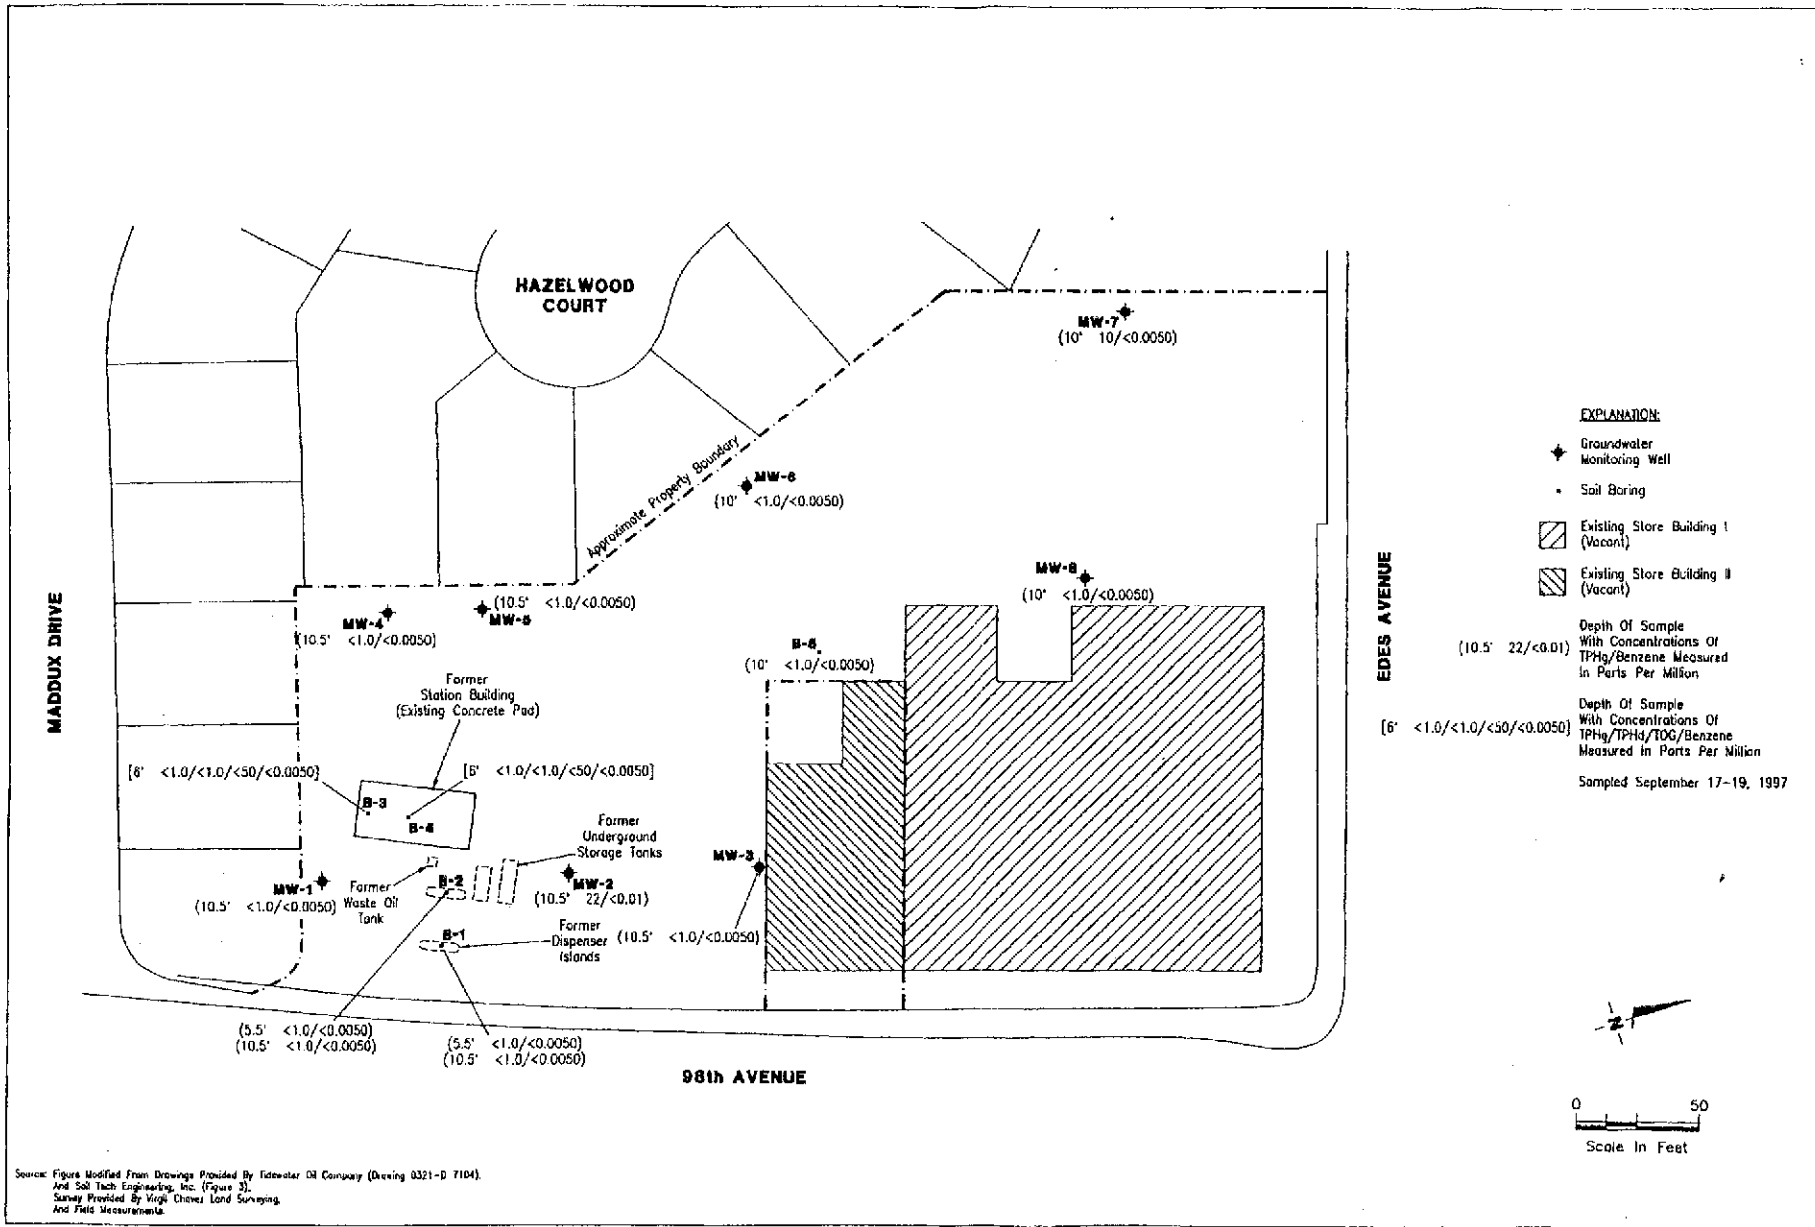 HAZELWOOD
COURT
MW-7
(10' 10/<0.0050)
Approximate Property Boundary
MW-6
(10' <1.0/<0.0050)
MW-8
(10' <1.0/<0.0050)
MADDUX DRIVE
EDES AVENUE
MW-4
(10.5' <1.0/<0.0050)
MW-5
(10.5' <1.0/<0.0050)
B-5
(10' <1.0/<0.0050)
Former
Station Building
(Existing Concrete Pad)
[6' <1.0/<1.0/<50/<0.0050]
[6' <1.0/<1.0/<50/<0.0050]
B-3
B-4
Former
Underground
Storage Tanks
MW-3
(10.5' <1.0/<0.0050)
MW-1
(10.5' <1.0/<0.0050)
Former
Waste Oil
Tank
B-2
MW-2
(10.5' 22/<0.01)
B-1
Former
Dispenser
Islands
(5.5' <1.0/<0.0050)
(10.5' <1.0/<0.0050)
(5.5' <1.0/<0.0050)
(10.5' <1.0/<0.0050)
98th AVENUE
EXPLANATION:
Groundwater
Monitoring Well
Soil Boring
Existing Store Building I
(Vacant)
Existing Store Building II
(Vacant)
(10.5' 22/<0.01)
Depth Of Sample
With Concentrations Of
TPHg/Benzene Measured
In Parts Per Million
[6' <1.0/<1.0/<50/<0.0050]
Depth Of Sample
With Concentrations Of
TPHg/TPHd/TOG/Benzene
Measured In Parts Per Million
Sampled September 17-19, 1997
N
0 50
Scale In Feet
Source: Figure Modified From Drawings Provided By Tidewater Oil Company (Drawing 0321-D 7104).
And Soil Tech Engineering, Inc. (Figure 3),
Survey Provided By Virgil Chavez Land Surveying,
And Field Measurements.